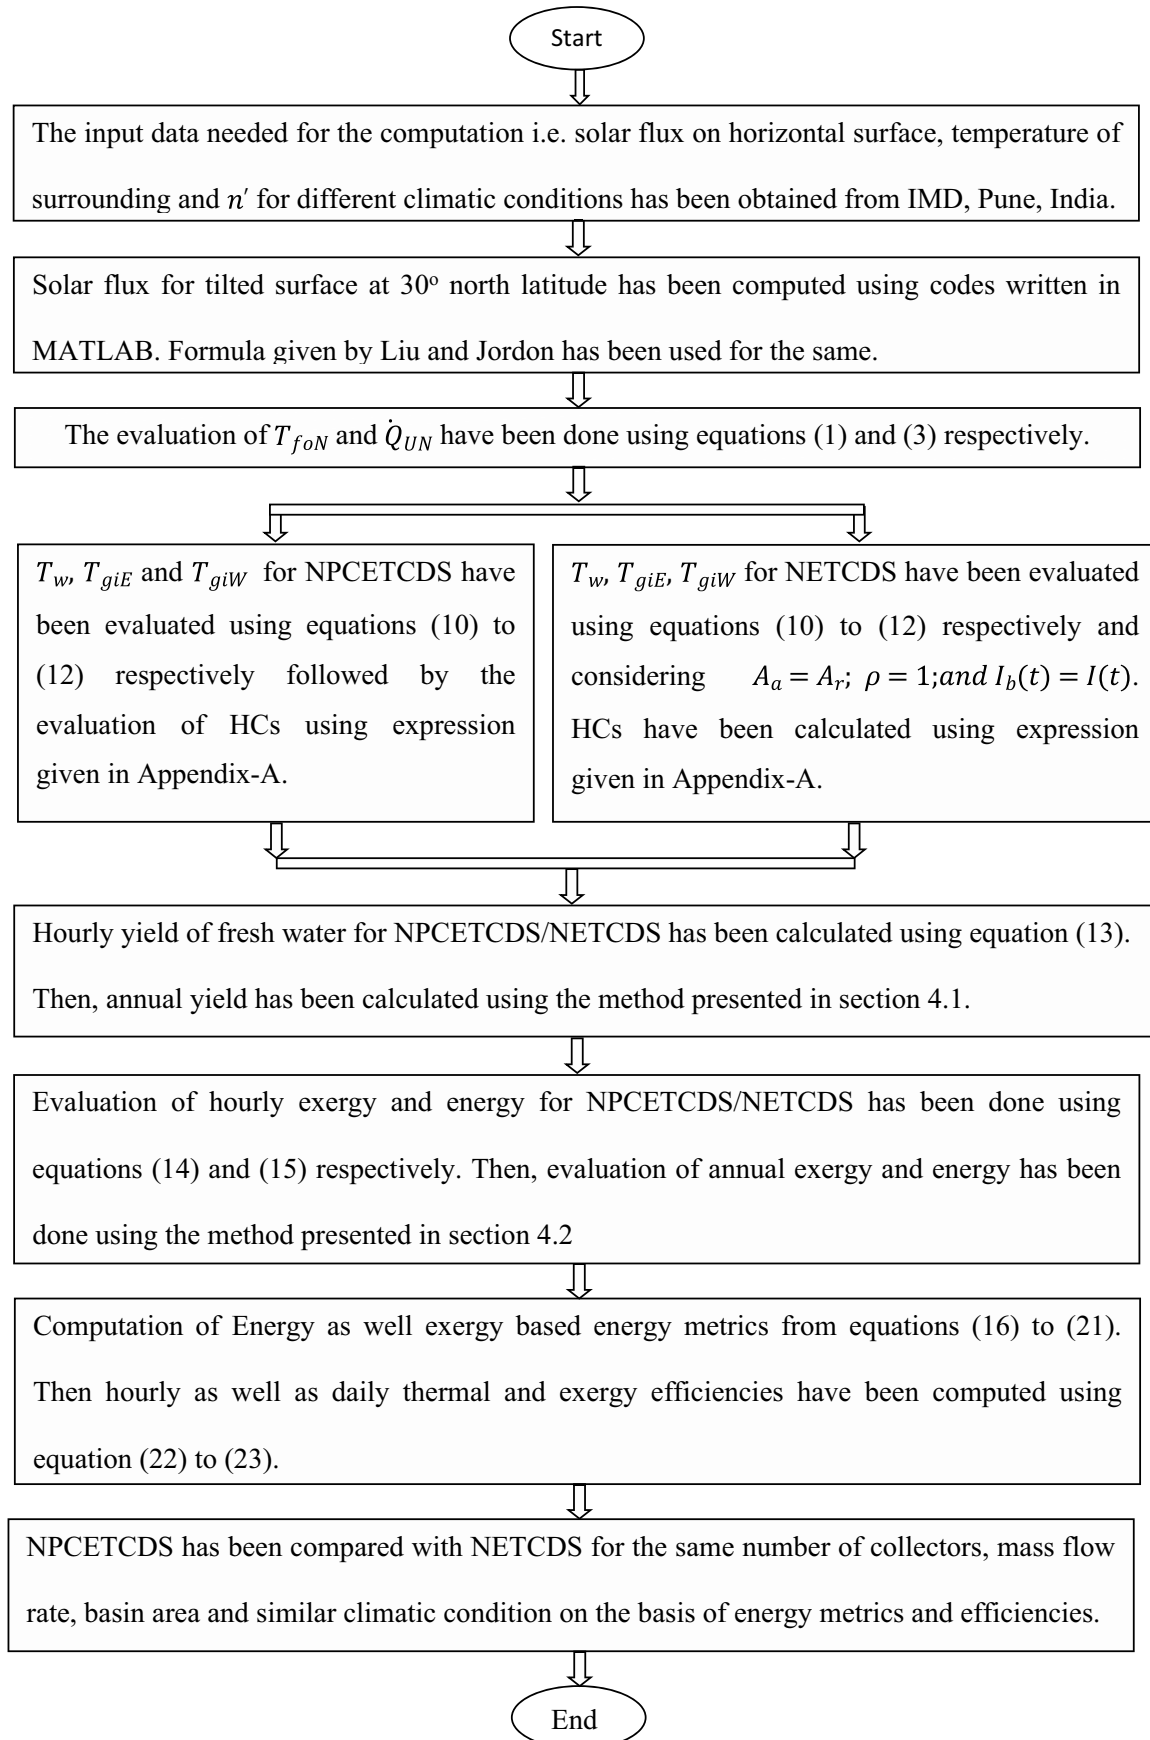 Start
The input data needed for the computation i.e. solar flux on horizontal surface, temperature of
surrounding and n′ for different climatic conditions has been obtained from IMD, Pune, India.
Solar flux for tilted surface at 30º north latitude has been computed using codes written in
MATLAB. Formula given by Liu and Jordon has been used for the same.
The evaluation of T_foN and Q̇_UN have been done using equations (1) and (3) respectively.
T_w, T_giE and T_giW for NPCETCDS have
been evaluated using equations (10) to
(12) respectively followed by the
evaluation of HCs using expression
given in Appendix-A.
T_w, T_giE, T_giW for NETCDS have been evaluated
using equations (10) to (12) respectively and
considering A_a = A_r; ρ = 1;and I_b(t) = I(t).
HCs have been calculated using expression
given in Appendix-A.
Hourly yield of fresh water for NPCETCDS/NETCDS has been calculated using equation (13).
Then, annual yield has been calculated using the method presented in section 4.1.
Evaluation of hourly exergy and energy for NPCETCDS/NETCDS has been done using
equations (14) and (15) respectively. Then, evaluation of annual exergy and energy has been
done using the method presented in section 4.2
Computation of Energy as well exergy based energy metrics from equations (16) to (21).
Then hourly as well as daily thermal and exergy efficiencies have been computed using
equation (22) to (23).
NPCETCDS has been compared with NETCDS for the same number of collectors, mass flow
rate, basin area and similar climatic condition on the basis of energy metrics and efficiencies.
End